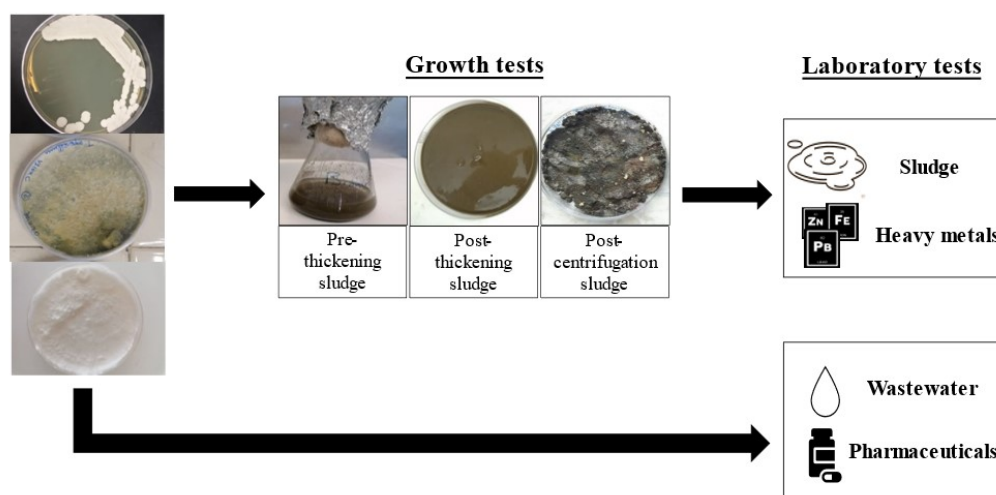 Growth tests
Laboratory tests
Pre-
thickening
sludge
Post-
thickening
sludge
Post-
centrifugation
sludge
Sludge
ZN
FE
PB
Heavy metals
Wastewater
Pharmaceuticals